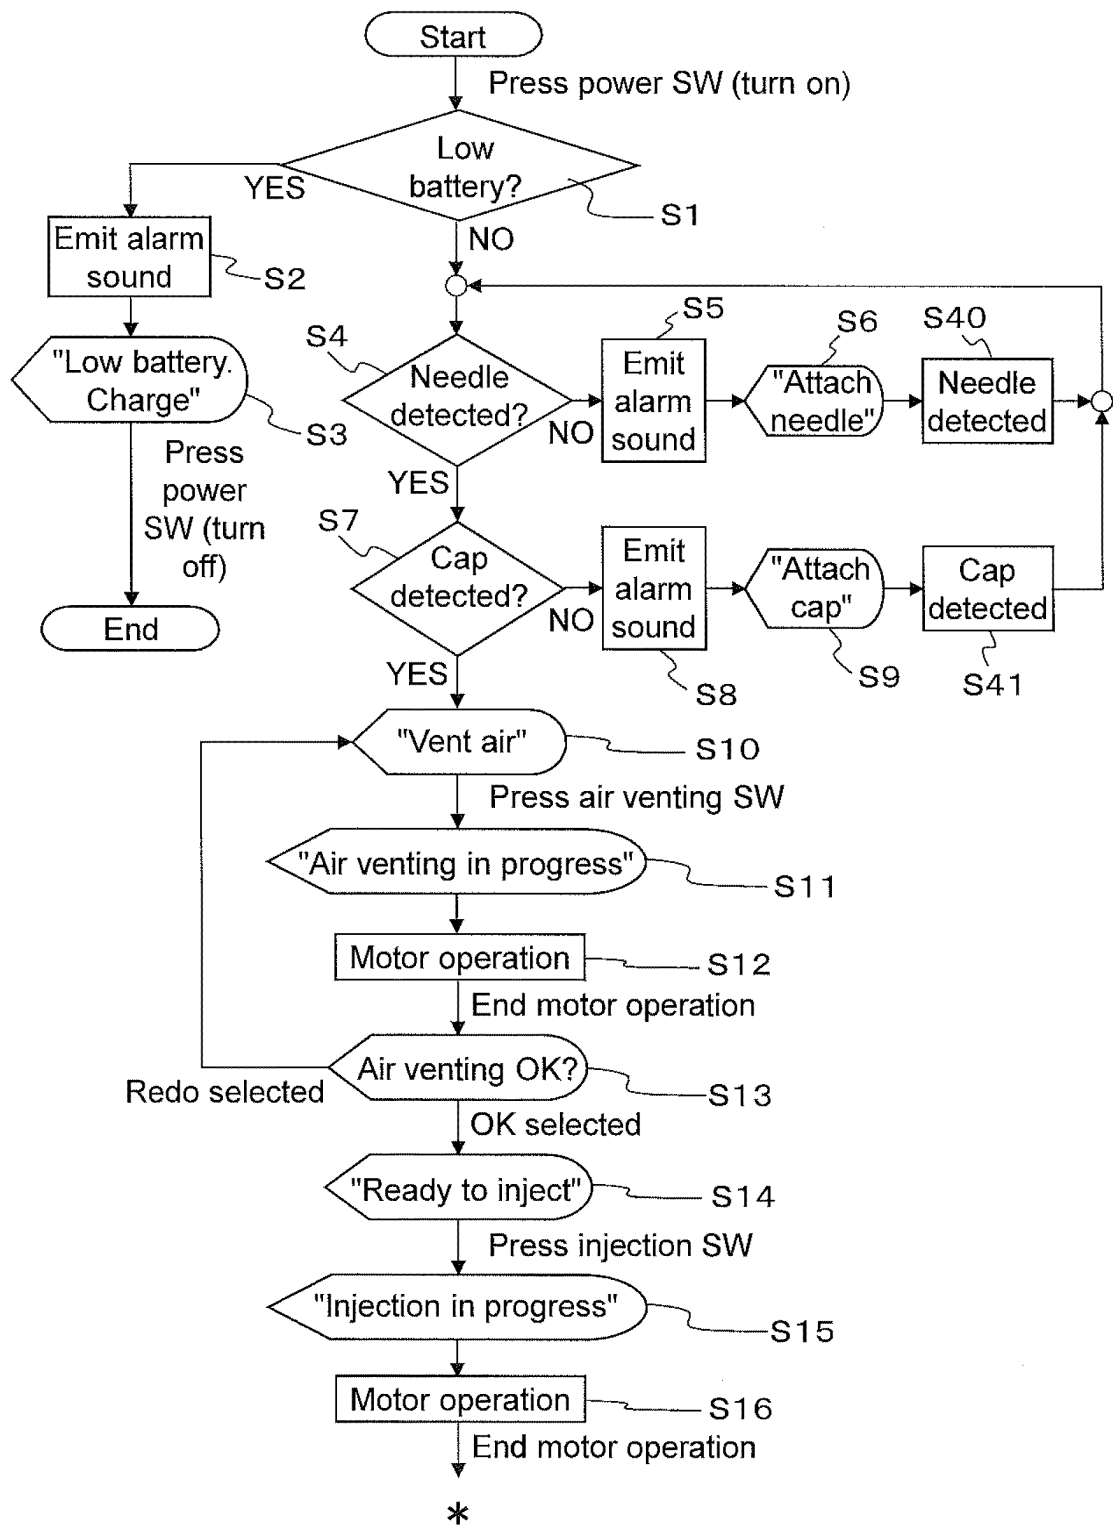 Start
Press power SW (turn on)
Low
battery?
YES
S1
NO
Emit alarm
sound
S2
"Low battery.
Charge"
S3
Press
power
SW (turn
off)
End
S4
Needle
detected?
NO
YES
S5
Emit
alarm
sound
S6
"Attach
needle"
S40
Needle
detected
S7
Cap
detected?
NO
YES
Emit
alarm
sound
S8
"Attach
cap"
S9
Cap
detected
S41
"Vent air"
S10
Press air venting SW
"Air venting in progress"
S11
Motor operation
S12
End motor operation
Air venting OK?
S13
Redo selected
OK selected
"Ready to inject"
S14
Press injection SW
"Injection in progress"
S15
Motor operation
S16
End motor operation
*